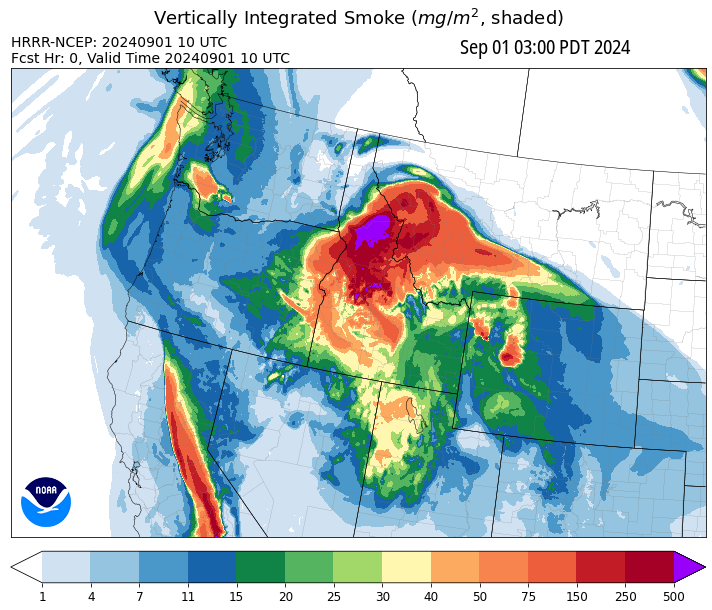 Vertically Integrated Smoke (mg/m², shaded)
HRRR-NCEP: 20240901 10 UTC
Sep 01 03:00 PDT 2024
Fcst Hr: 0, Valid Time 20240901 10 UTC
NOAA
1 4 7 11 15 20 25 30 40 50 75 150 250 500